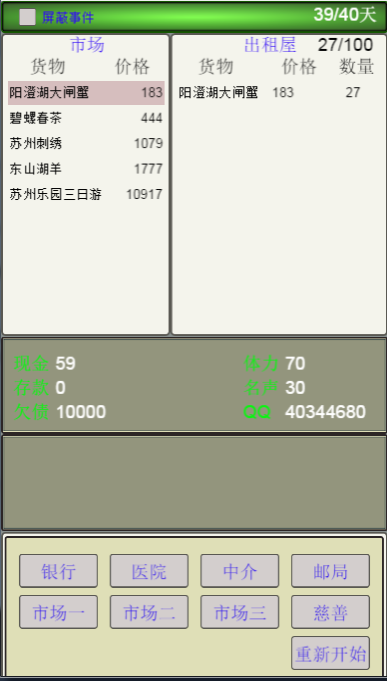 屏蔽事件 39/40天
市场
货物 价格
阳澄湖大闸蟹 183
碧螺春茶 444
苏州刺绣 1079
东山湖羊 1777
苏州乐园三日游 10917
出租屋 27/100
货物 价格 数量
阳澄湖大闸蟹 183 27
现金 59 体力 70
存款 0 名声 30
欠债 10000 QQ 40344680
银行 医院 中介 邮局
市场一 市场二 市场三 慈善
重新开始